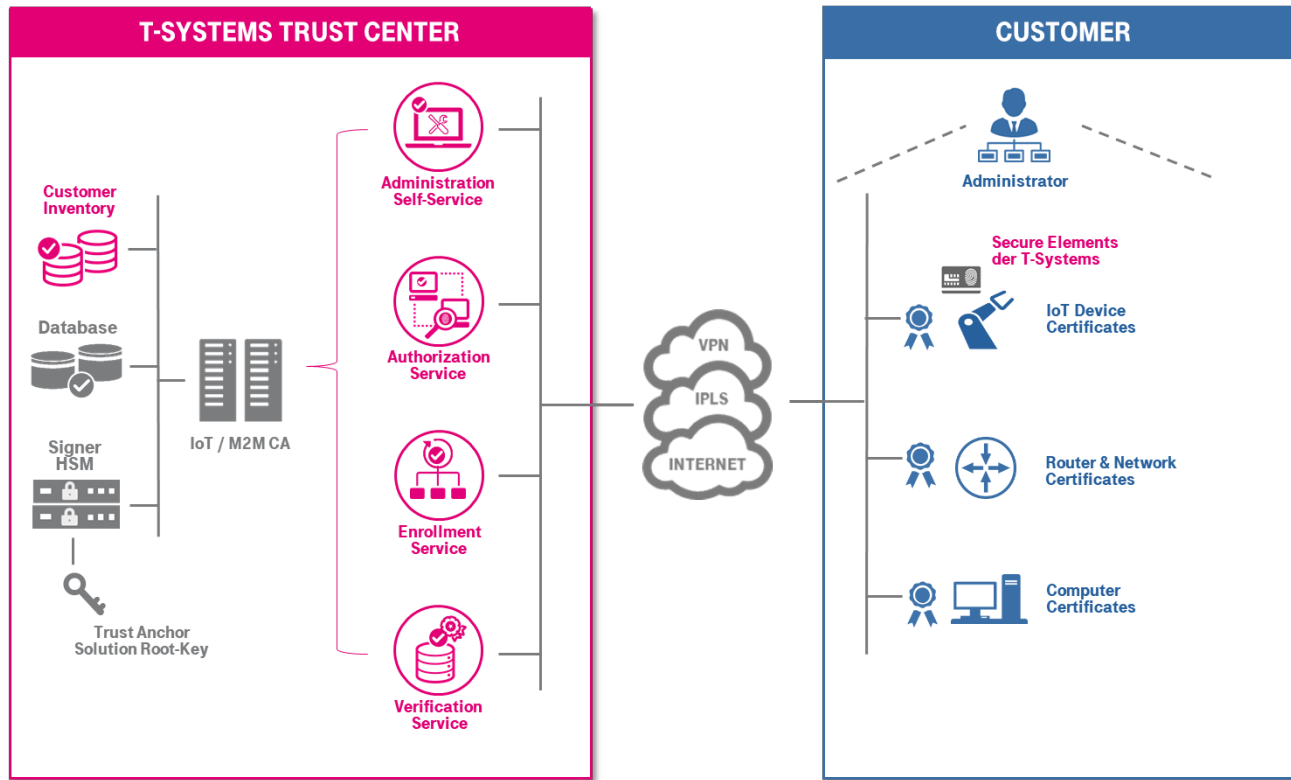 T-SYSTEMS TRUST CENTER
Customer
Inventory
Database
Signer
HSM
Trust Anchor
Solution Root-Key
IoT / M2M CA
Administration
Self-Service
Authorization
Service
Enrollment
Service
Verification
Service
VPN
IPLS
INTERNET
CUSTOMER
Administrator
Secure Elements
der T-Systems
IoT Device
Certificates
Router & Network
Certificates
Computer
Certificates